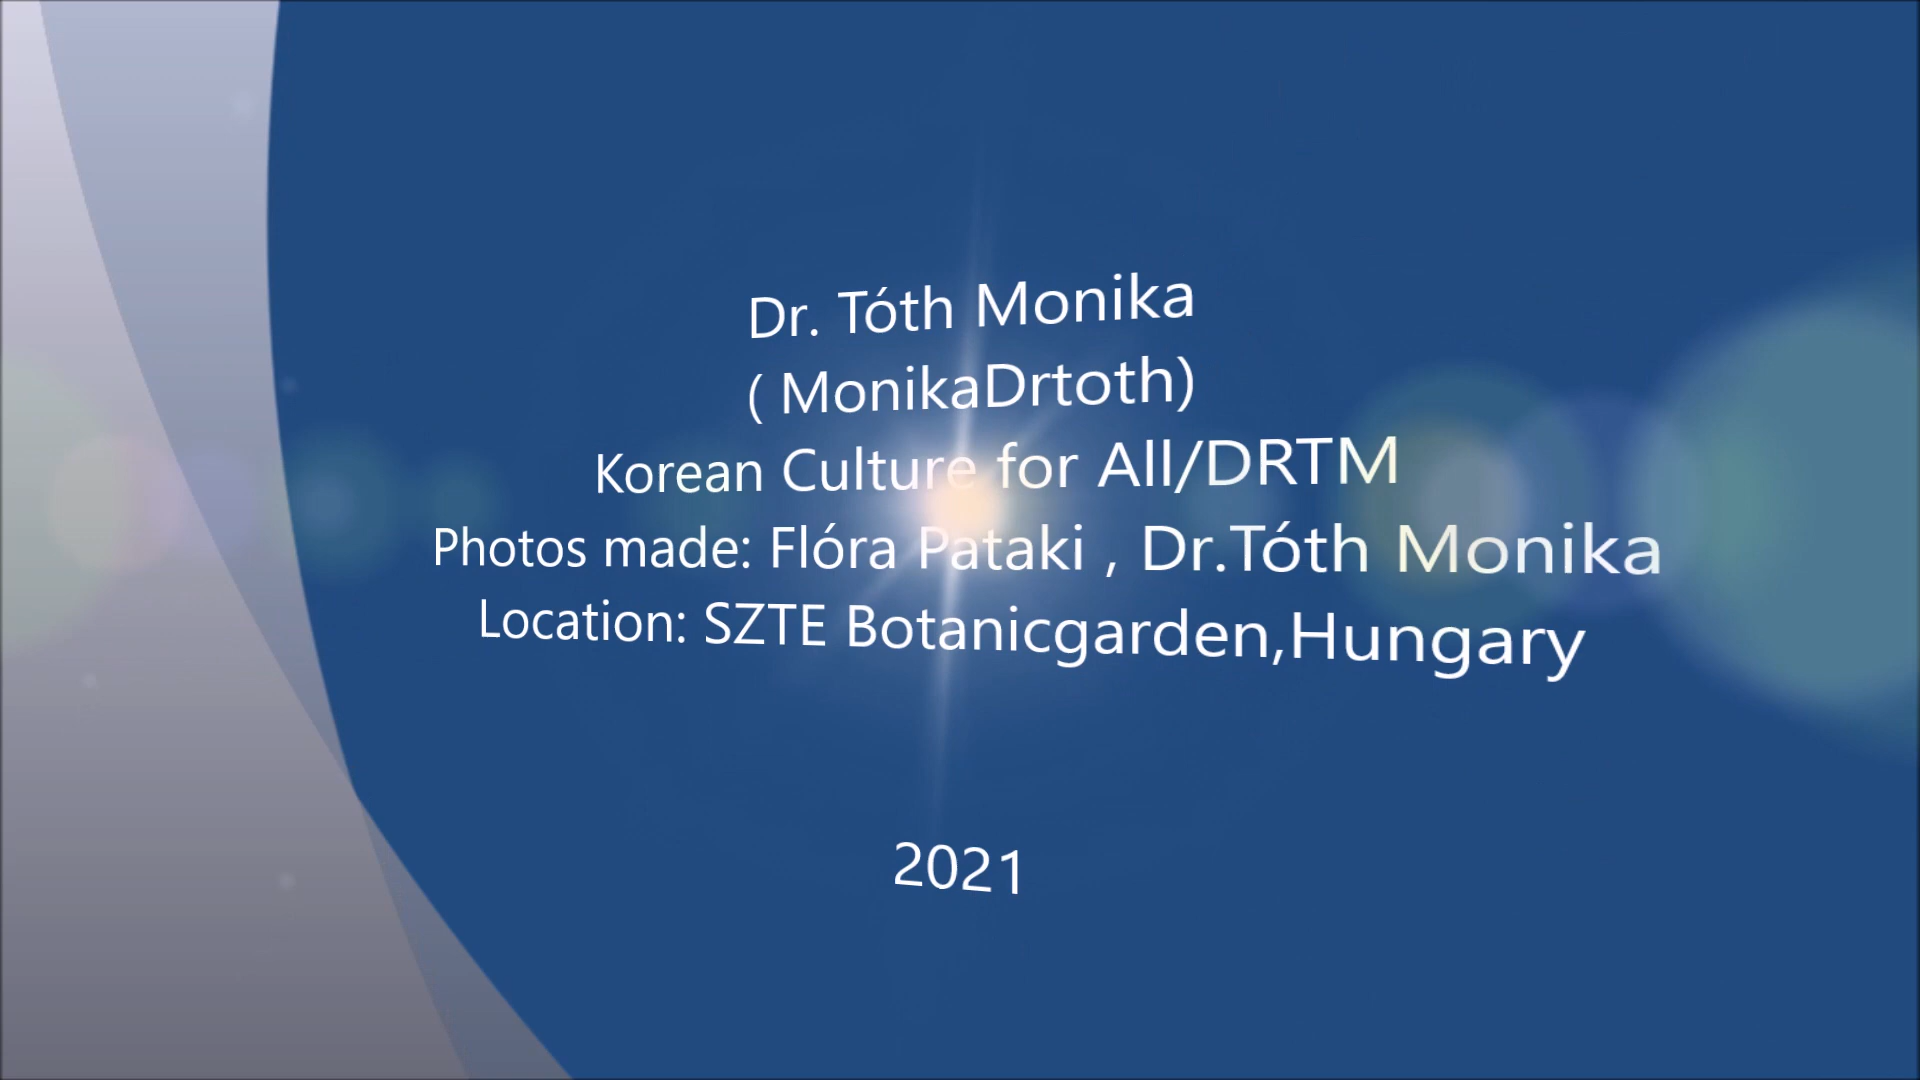 Dr. Tóth Monika
( MonikaDrtoth)
Korean Culture for All/DRTM
Photos made: Flóra Pataki , Dr.Tóth Monika
Location: SZTE Botanicgarden,Hungary
2021